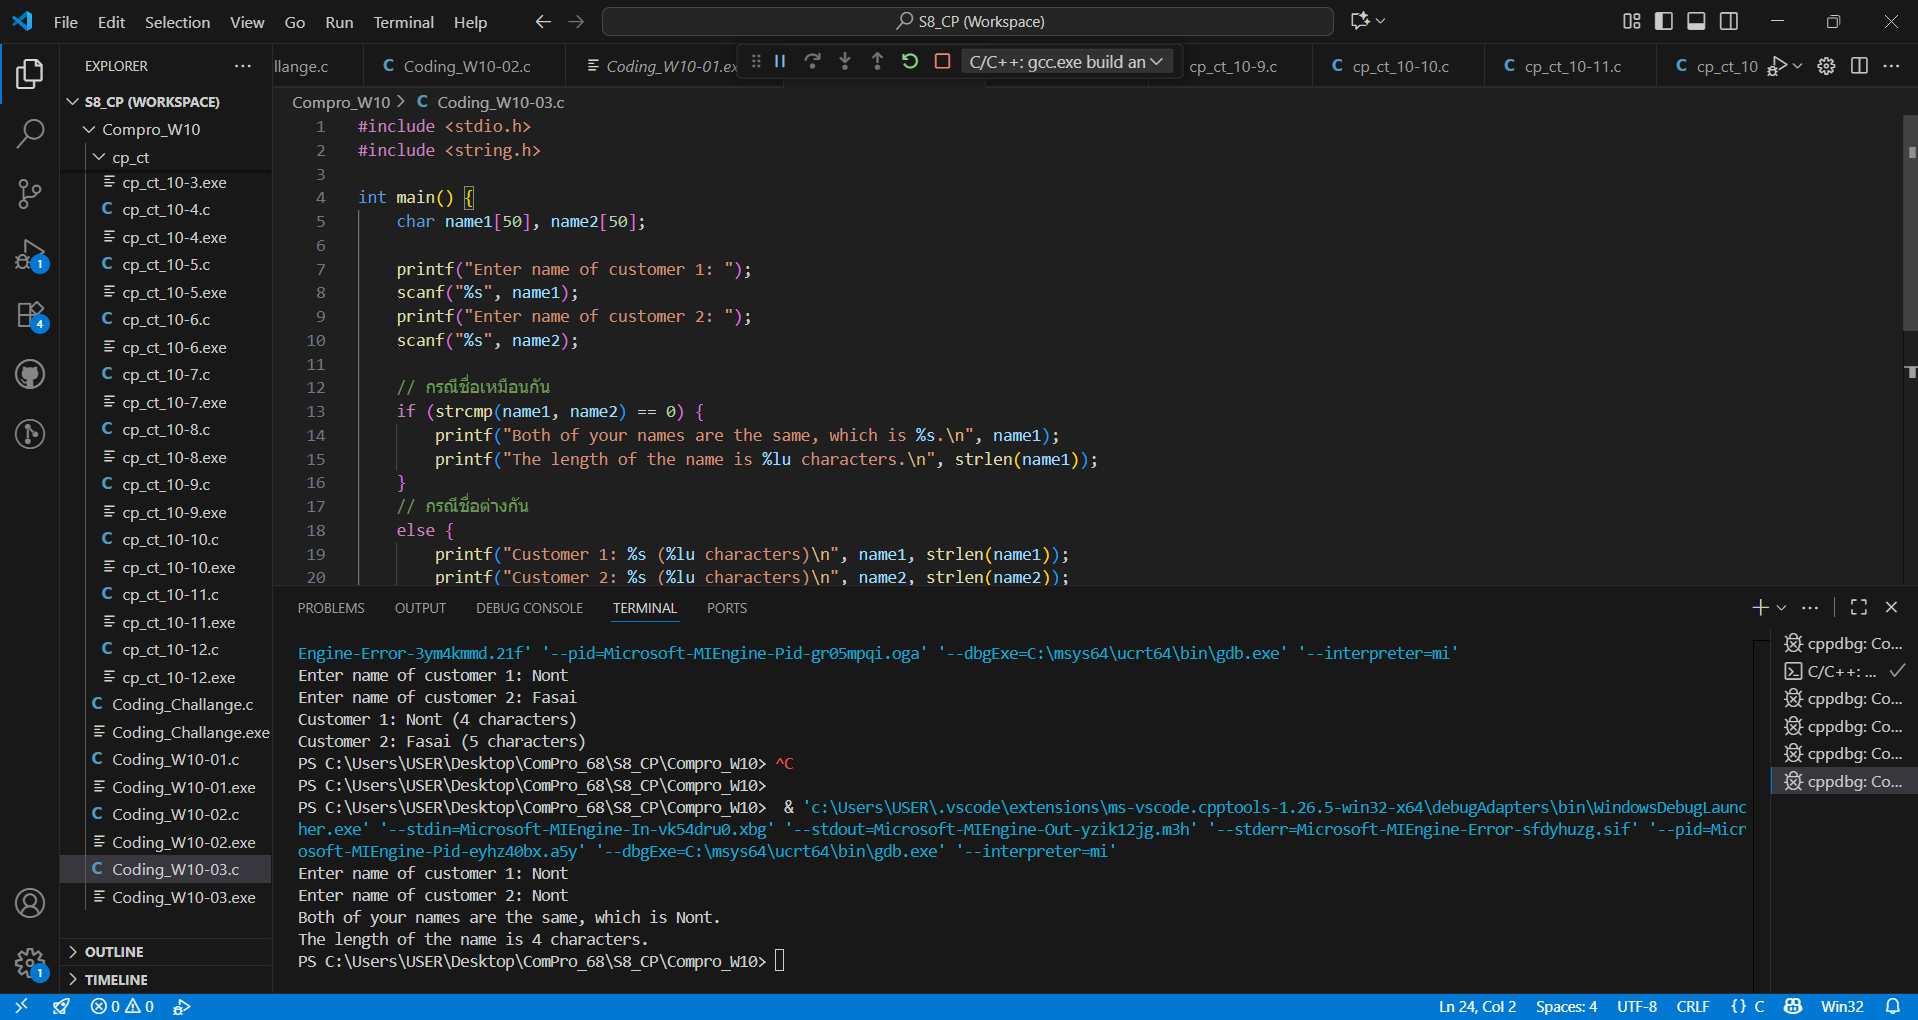 File Edit Selection View Go Run Terminal Help
S8_CP (Workspace)
EXPLORER
allange.c
Coding_W10-02.c
Coding_W10-01.ex
C/C++: gcc.exe build an
cp_ct_10-9.c
cp_ct_10-10.c
cp_ct_10-11.c
cp_ct_10
S8_CP (WORKSPACE)
Compro_W10
cp_ct
cp_ct_10-3.exe
cp_ct_10-4.c
cp_ct_10-4.exe
cp_ct_10-5.c
cp_ct_10-5.exe
cp_ct_10-6.c
cp_ct_10-6.exe
cp_ct_10-7.c
cp_ct_10-7.exe
cp_ct_10-8.c
cp_ct_10-8.exe
cp_ct_10-9.c
cp_ct_10-9.exe
cp_ct_10-10.c
cp_ct_10-10.exe
cp_ct_10-11.c
cp_ct_10-11.exe
cp_ct_10-12.c
cp_ct_10-12.exe
Coding_Challange.c
Coding_Challange.exe
Coding_W10-01.c
Coding_W10-01.exe
Coding_W10-02.c
Coding_W10-02.exe
Coding_W10-03.c
Coding_W10-03.exe
OUTLINE
TIMELINE
1
4
1
Compro_W10 > C Coding_W10-03.c
1 #include <stdio.h>
2 #include <string.h>
3
4 int main() {
5 char name1[50], name2[50];
6
7 printf("Enter name of customer 1: ");
8 scanf("%s", name1);
9 printf("Enter name of customer 2: ");
10 scanf("%s", name2);
11
12 // กรณีชื่อเหมือนกัน
13 if (strcmp(name1, name2) == 0) {
14 printf("Both of your names are the same, which is %s.\n", name1);
15 printf("The length of the name is %lu characters.\n", strlen(name1));
16 }
17 // กรณีชื่อต่างกัน
18 else {
19 printf("Customer 1: %s (%lu characters)\n", name1, strlen(name1));
20 printf("Customer 2: %s (%lu characters)\n", name2, strlen(name2));
PROBLEMS OUTPUT DEBUG CONSOLE TERMINAL PORTS
Engine-Error-3ym4kmmd.21f' '--pid=Microsoft-MIEngine-Pid-gr05mpqi.oga' '--dbgExe=C:\msys64\ucrt64\bin\gdb.exe' '--interpreter=mi'
Enter name of customer 1: Nont
Enter name of customer 2: Fasai
Customer 1: Nont (4 characters)
Customer 2: Fasai (5 characters)
PS C:\Users\USER\Desktop\ComPro_68\S8_CP\Compro_W10> ^C
PS C:\Users\USER\Desktop\ComPro_68\S8_CP\Compro_W10>
PS C:\Users\USER\Desktop\ComPro_68\S8_CP\Compro_W10> & 'c:\Users\USER\.vscode\extensions\ms-vscode.cpptools-1.26.5-win32-x64\debugAdapters\bin\WindowsDebugLaunc
her.exe' '--stdin=Microsoft-MIEngine-In-vk54dru0.xbg' '--stdout=Microsoft-MIEngine-Out-yzik12jg.m3h' '--stderr=Microsoft-MIEngine-Error-sfdyhuzg.sif' '--pid=Micr
osoft-MIEngine-Pid-eyhz40bx.a5y' '--dbgExe=C:\msys64\ucrt64\bin\gdb.exe' '--interpreter=mi'
Enter name of customer 1: Nont
Enter name of customer 2: Nont
Both of your names are the same, which is Nont.
The length of the name is 4 characters.
PS C:\Users\USER\Desktop\ComPro_68\S8_CP\Compro_W10>
cppdbg: Co...
C/C++: ...
cppdbg: Co...
cppdbg: Co...
cppdbg: Co...
cppdbg: Co...
0 0 Ln 24, Col 2 Spaces: 4 UTF-8 CRLF {} C Win32